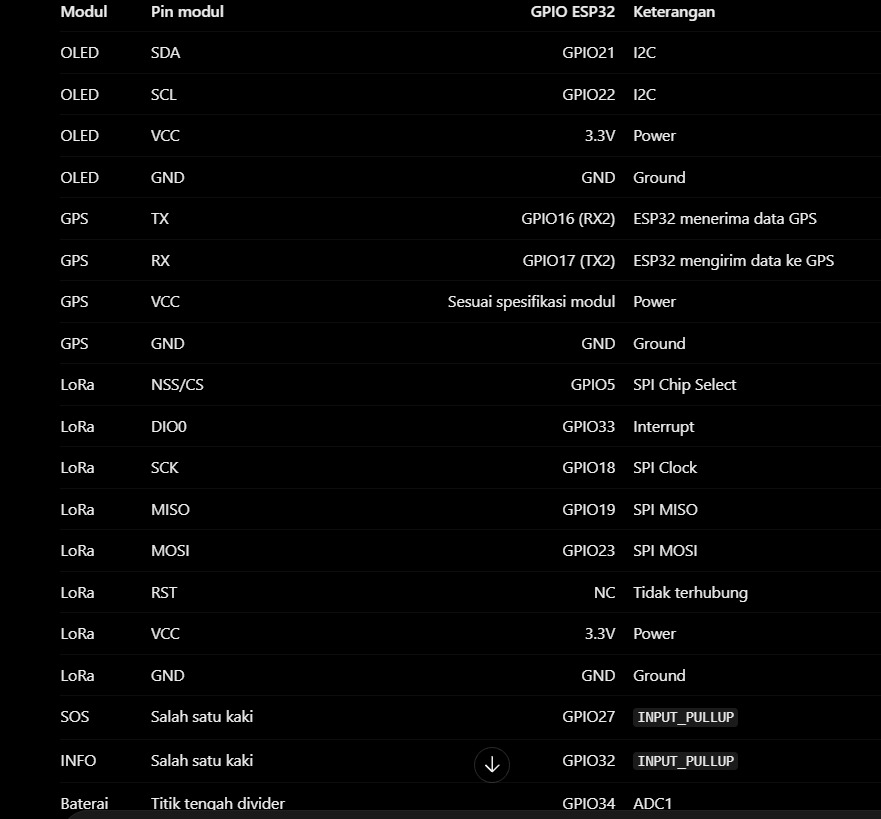 Modul Pin modul GPIO ESP32 Keterangan
OLED SDA GPIO21 I2C
OLED SCL GPIO22 I2C
OLED VCC 3.3V Power
OLED GND GND Ground
GPS TX GPIO16 (RX2) ESP32 menerima data GPS
GPS RX GPIO17 (TX2) ESP32 mengirim data ke GPS
GPS VCC Sesuai spesifikasi modul Power
GPS GND GND Ground
LoRa NSS/CS GPIO5 SPI Chip Select
LoRa DIO0 GPIO33 Interrupt
LoRa SCK GPIO18 SPI Clock
LoRa MISO GPIO19 SPI MISO
LoRa MOSI GPIO23 SPI MOSI
LoRa RST NC Tidak terhubung
LoRa VCC 3.3V Power
LoRa GND GND Ground
SOS Salah satu kaki GPIO27 INPUT_PULLUP
INFO Salah satu kaki GPIO32 INPUT_PULLUP
Baterai Titik tengah divider GPIO34 ADC1